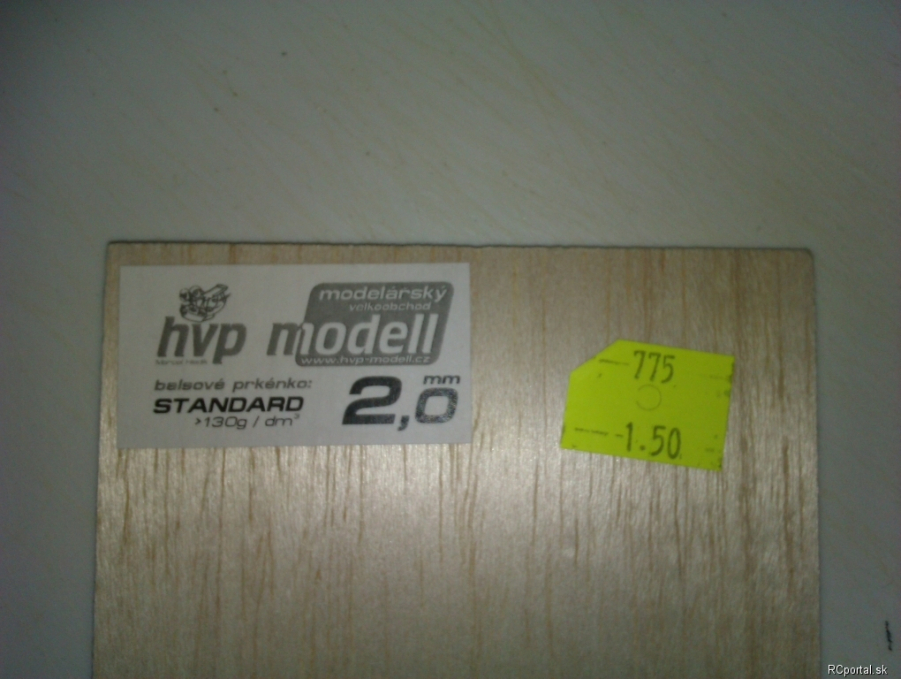 modelářský
velkoobchod
hvp modell
www.hvp-modell.cz
balsové prkénko:
STANDARD
>130g / dm³
2,0 mm
775
1.50
RCportal.sk